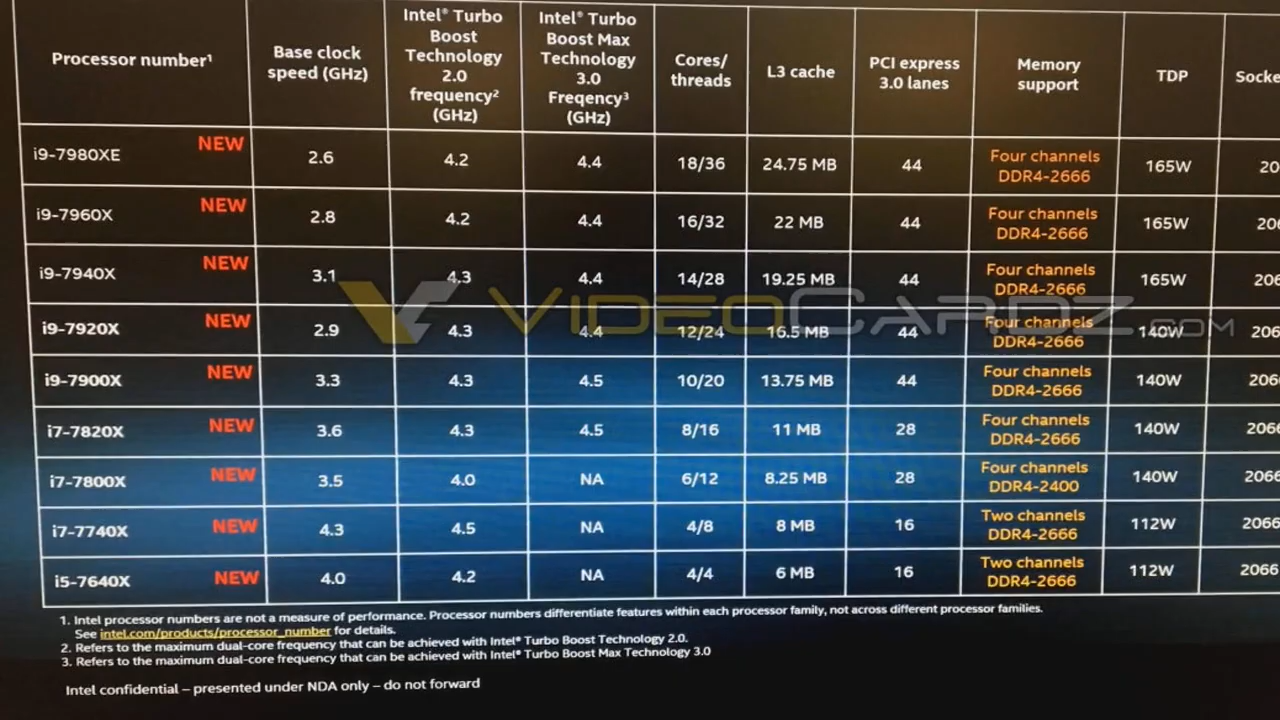 Processor number¹ Base clock speed (GHz) Intel® Turbo Boost Technology 2.0 frequency² (GHz) Intel® Turbo Boost Max Technology 3.0 Freqency³ (GHz) Cores/ threads L3 cache PCI express 3.0 lanes Memory support TDP
i9-7980XE NEW 2.6 4.2 4.4 18/36 24.75 MB 44 Four channels DDR4-2666 165W
i9-7960X NEW 2.8 4.2 4.4 16/32 22 MB 44 Four channels DDR4-2666 165W
i9-7940X NEW 3.1 4.3 4.4 14/28 19.25 MB 44 Four channels DDR4-2666 165W
VideoCardz.com
i9-7920X NEW 2.9 4.3 4.4 12/24 16.5 MB 44 Four channels DDR4-2666 140W
i9-7900X NEW 3.3 4.3 4.5 10/20 13.75 MB 44 Four channels DDR4-2666 140W
i7-7820X NEW 3.6 4.3 4.5 8/16 11 MB 28 Four channels DDR4-2666 140W
i7-7800X NEW 3.5 4.0 NA 6/12 8.25 MB 28 Four channels DDR4-2400 140W 2066
i7-7740X NEW 4.3 4.5 NA 4/8 8 MB 16 Two channels DDR4-2666 112W 2066
i5-7640X NEW 4.0 4.2 NA 4/4 6 MB 16 Two channels DDR4-2666 112W 2066
1. Intel processor numbers are not a measure of performance. Processor numbers differentiate features within each processor family, not across different processor families.
See intel.com/products/processor_number for details.
2. Refers to the maximum dual-core frequency that can be achieved with Intel® Turbo Boost Technology 2.0.
3. Refers to the maximum dual-core frequency that can be achieved with Intel® Turbo Boost Max Technology 3.0
Intel confidential – presented under NDA only – do not forward